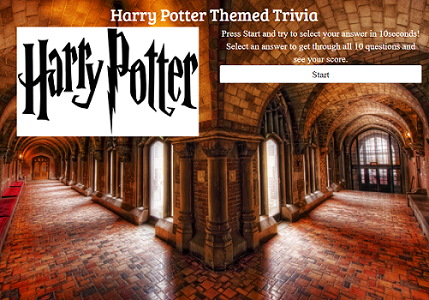 Harry Potter Themed Trivia
Harry Potter
Press Start and try to select your answer in 10seconds!
Select an answer to get through all 10 questions and
see your score.
Start